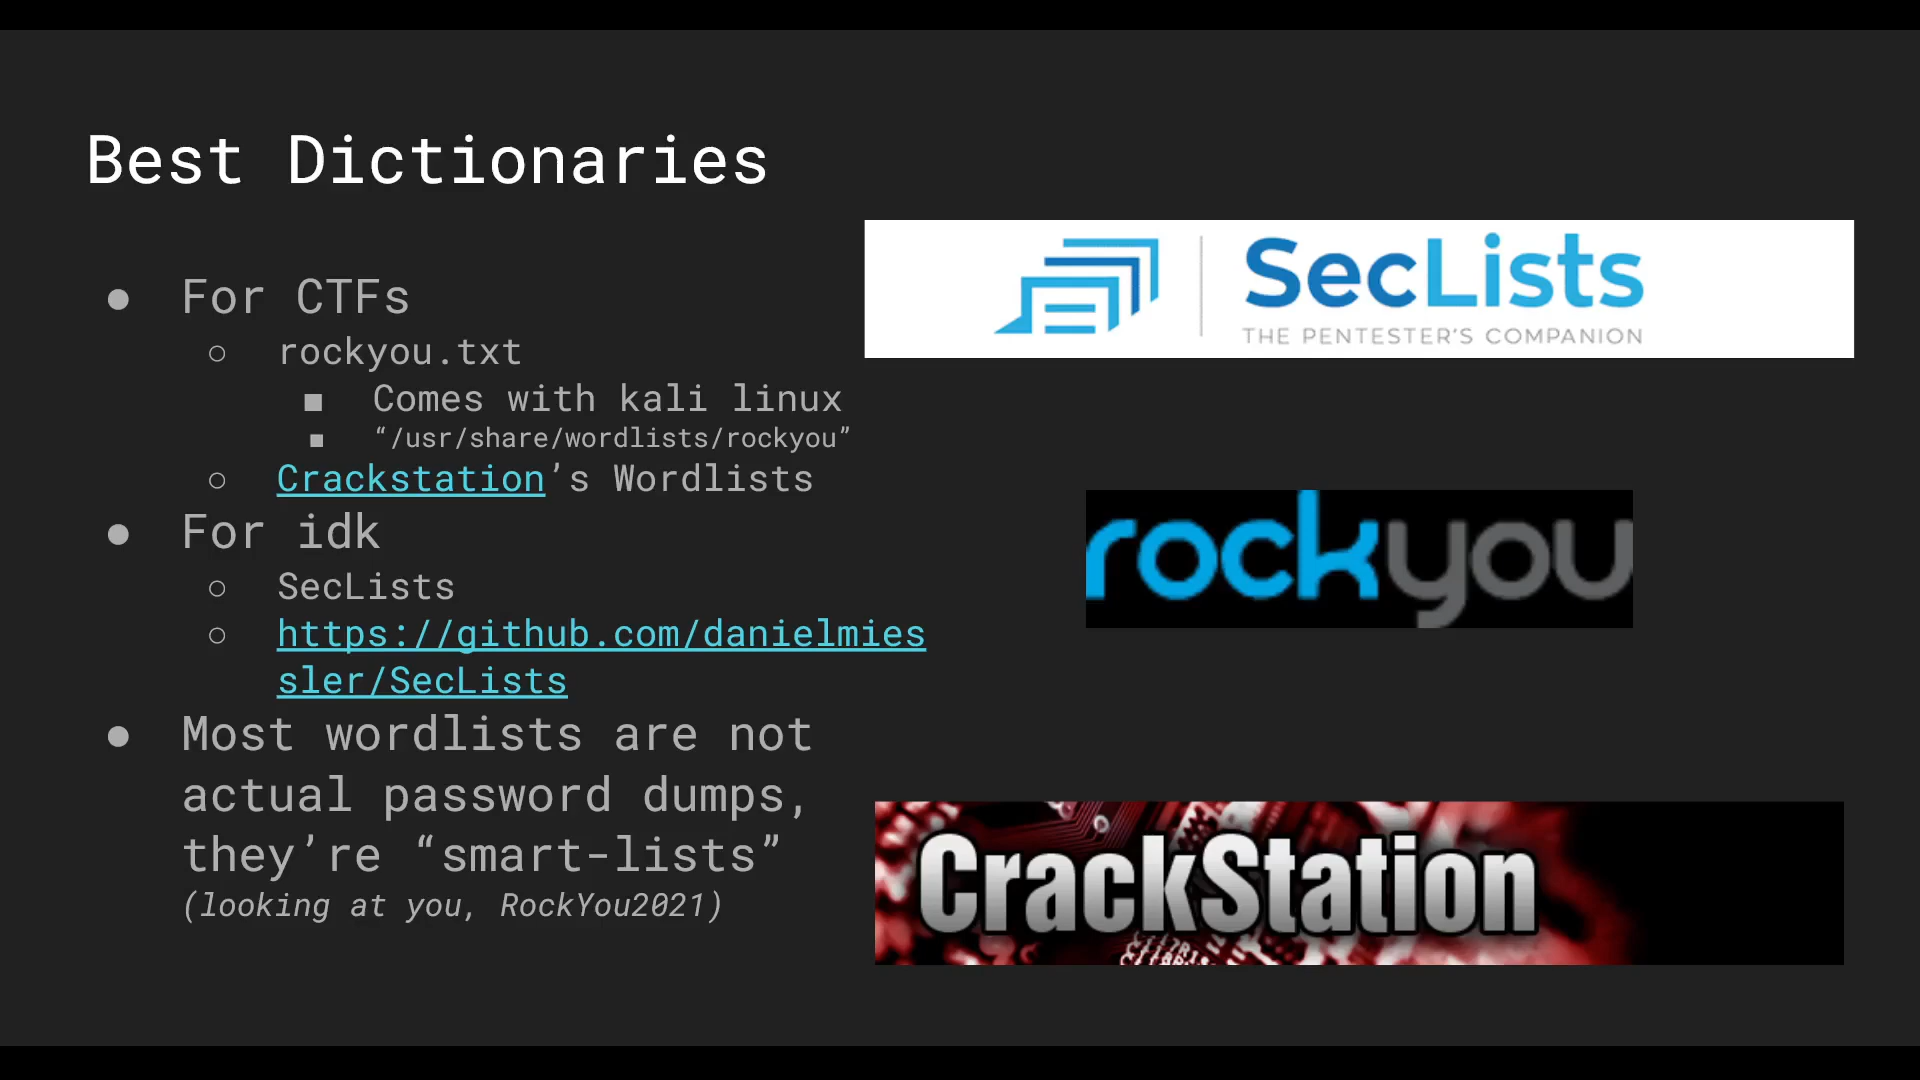 Best Dictionaries
● For CTFs
○ rockyou.txt
■ Comes with kali linux
■ “/usr/share/wordlists/rockyou”
○ Crackstation’s Wordlists
● For idk
○ SecLists
○ https://github.com/danielmies
sler/SecLists
● Most wordlists are not
actual password dumps,
they’re “smart-lists”
(looking at you, RockYou2021)
SecLists
THE PENTESTER’S COMPANION
rockyou
CrackStation